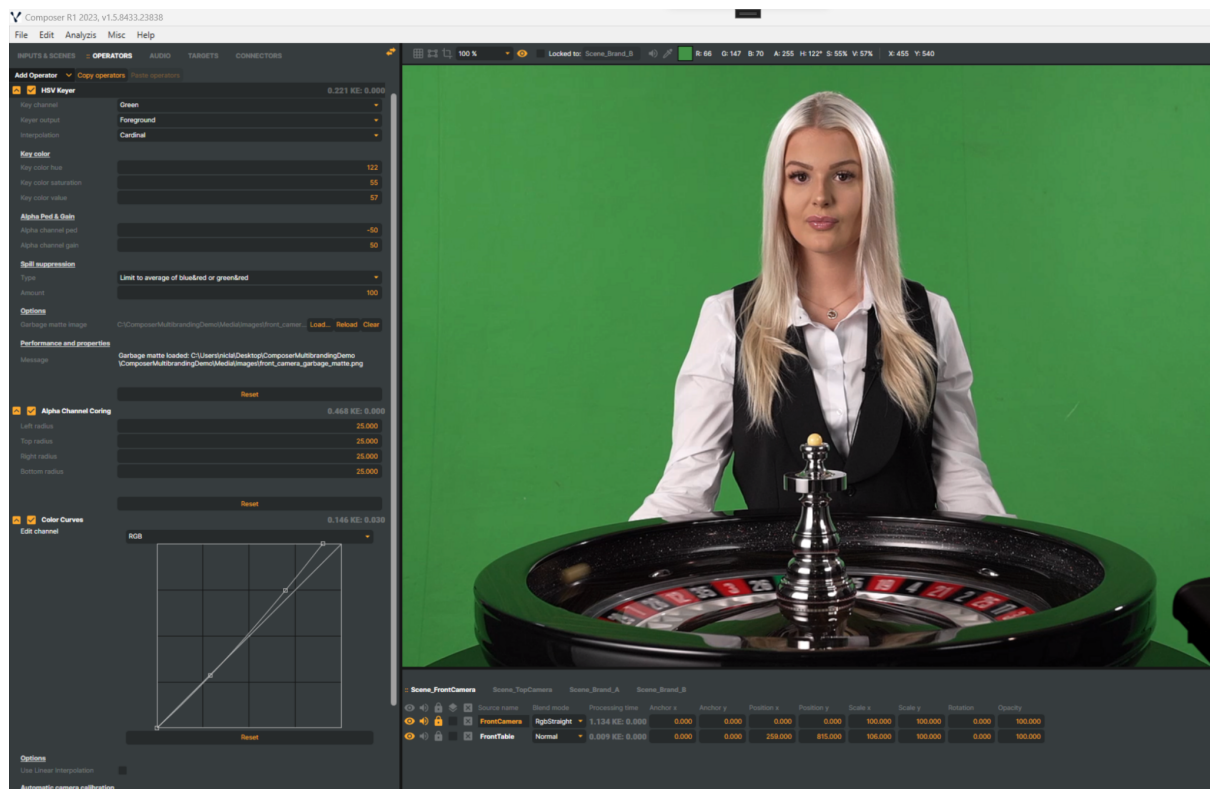 Composer R1 2023, v1.5.8433.23838
File Edit Analyzis Misc Help
INPUTS & SCENES :: OPERATORS AUDIO TARGETS CONNECTORS
100 % Locked to: Scene_Brand_B R: 66 G: 147 B: 70 A: 255 H: 122° S: 55% V: 57% X: 455 Y: 540
Add Operator Copy operators Paste operators
HSV Keyer 0.221 KE: 0.000
Key channel Green
Keyer output Foreground
Interpolation Cardinal
Key color
Key color hue 122
Key color saturation 55
Key color value 57
Alpha Ped & Gain
Alpha channel ped -50
Alpha channel gain 50
Spill suppression
Type Limit to average of blue&red or green&red
Amount 100
Options
Garbage matte image C:\ComposerMultibrandingDemo\Media\Images\front_camer... Load... Reload Clear
Performance and properties
Message Garbage matte loaded: C:\Users\nicla\Desktop\ComposerMultibrandingDemo
\ComposerMultibrandingDemo\Media\Images\front_camera_garbage_matte.png
Reset
Alpha Channel Coring 0.468 KE: 0.000
Left radius 25.000
Top radius 25.000
Right radius 25.000
Bottom radius 25.000
Reset
Color Curves 0.146 KE: 0.030
Edit channel RGB
Reset
Options
Use Linear Interpolation
Automatic camera calibration
:: Scene_FrontCamera Scene_TopCamera Scene_Brand_A Scene_Brand_B
Source name Blend mode Processing time Anchor x Anchor y Position x Position y Scale x Scale y Rotation Opacity
FrontCamera RgbStraight 1.134 KE: 0.000 0.000 0.000 0.000 0.000 100.000 100.000 0.000 100.000
FrontTable Normal 0.009 KE: 0.000 0.000 0.000 259.000 815.000 106.000 100.000 0.000 100.000